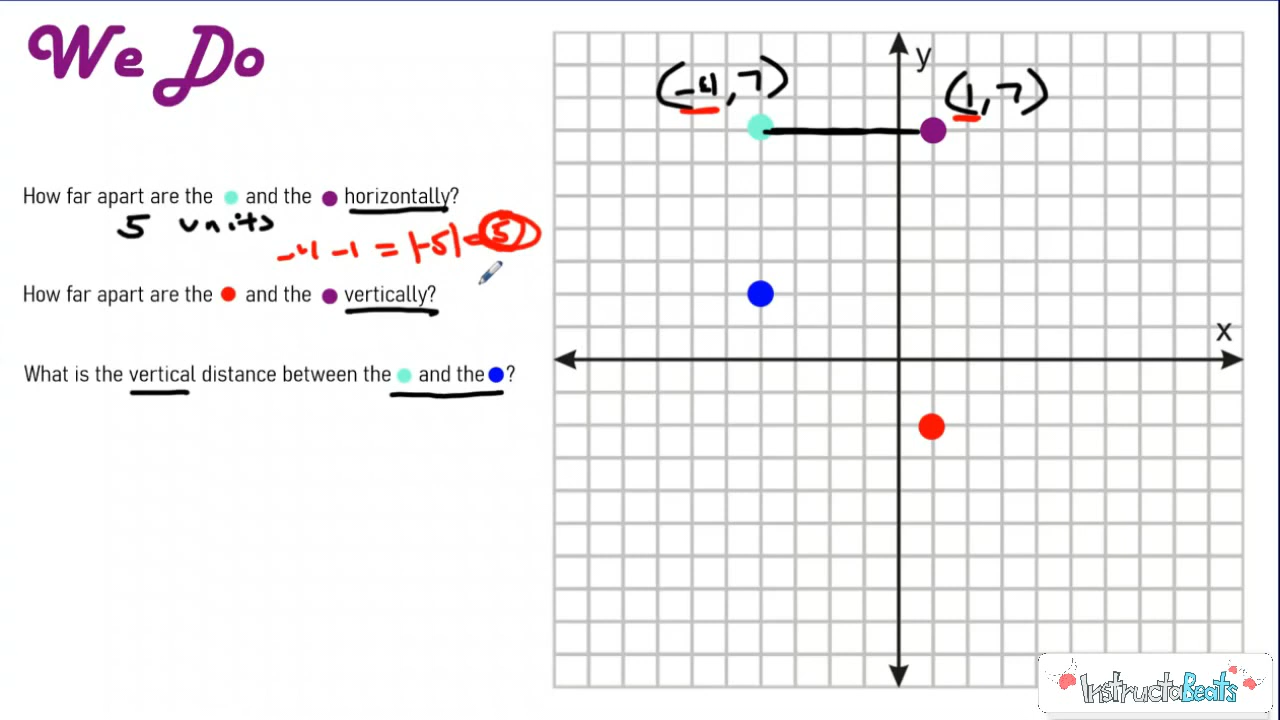 We Do
(-4,7)
(1,7)
y
How far apart are the and the horizontally?
5 units
-4 -1 = |-5| = 5
How far apart are the and the vertically?
x
What is the vertical distance between the and the ?
InstructaBeats